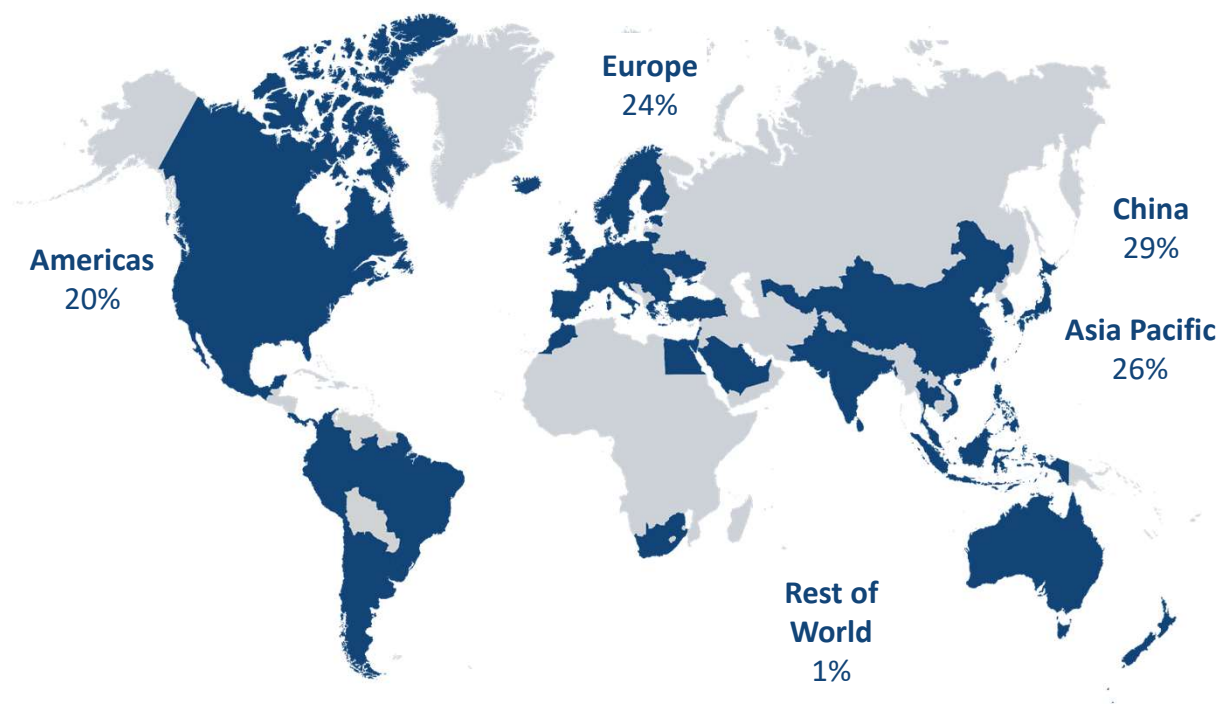 Europe
24%
China
29%
Americas
20%
Asia Pacific
26%
Rest of
World
1%